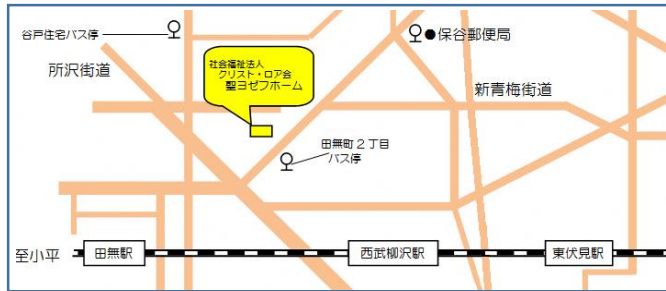 谷戸住宅バス停
●保谷郵便局
所沢街道
社会福祉法人
クリスト・ロア会
聖ヨゼフホーム
新青梅街道
田無町2丁目
バス停
至小平
田無駅
西武柳沢駅
東伏見駅